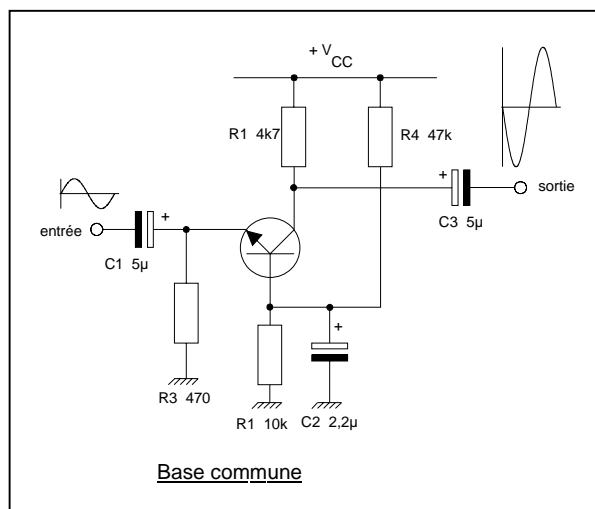 + V CC
R1 4k7
R4 47k
+
sortie
C3 5µ
entrée
+
C1 5µ
+
R3 470
R1 10k
C2 2,2µ
Base commune